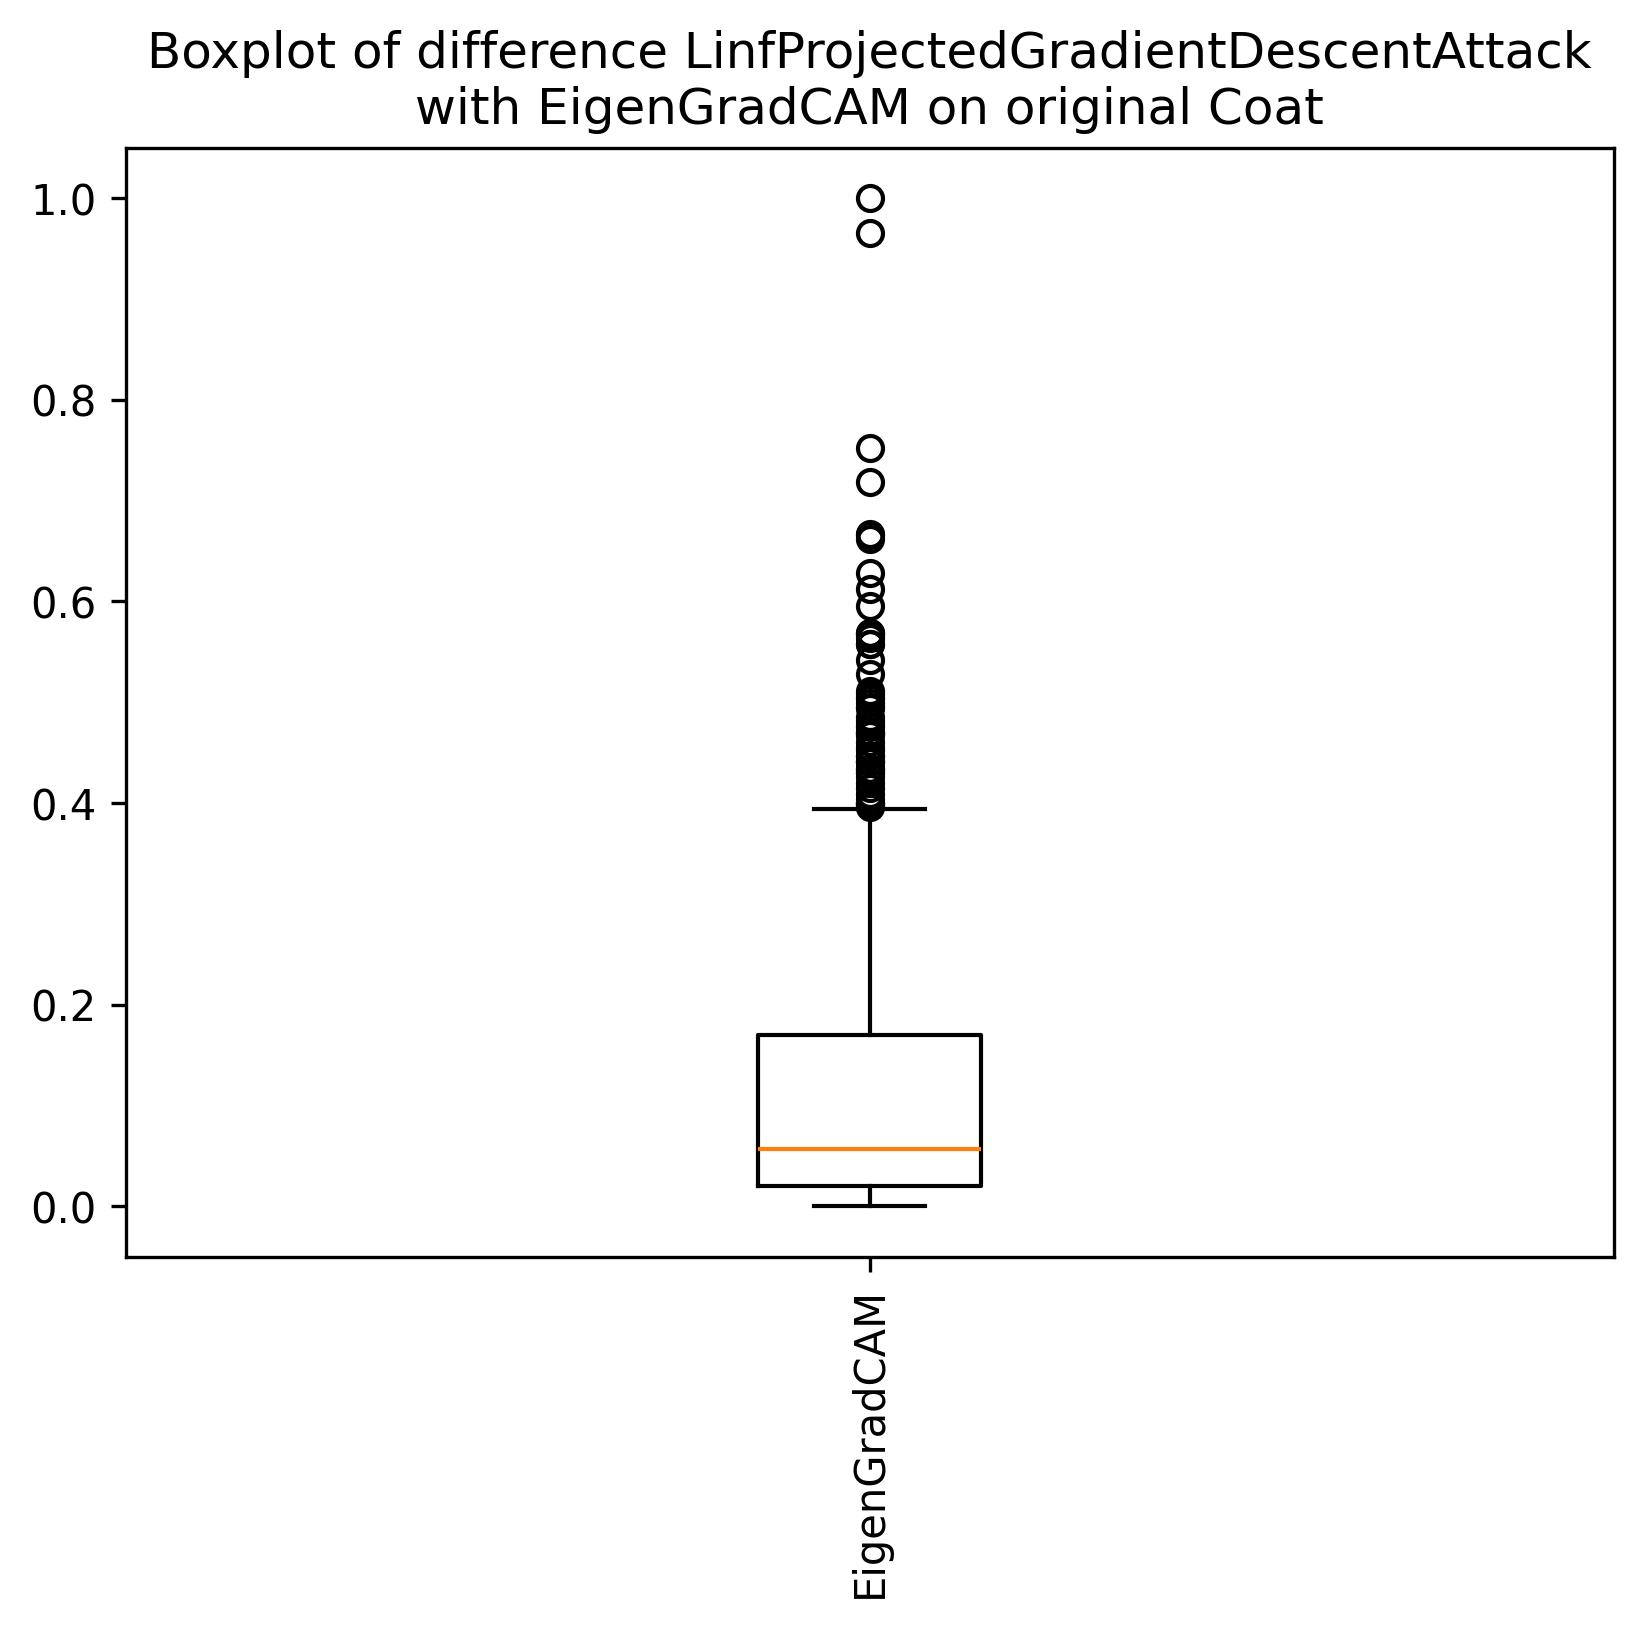 Boxplot of difference LinfProjectedGradientDescentAttack
with EigenGradCAM on original Coat
1.0
0.8
0.6
0.4
0.2
0.0
EigenGradCAM